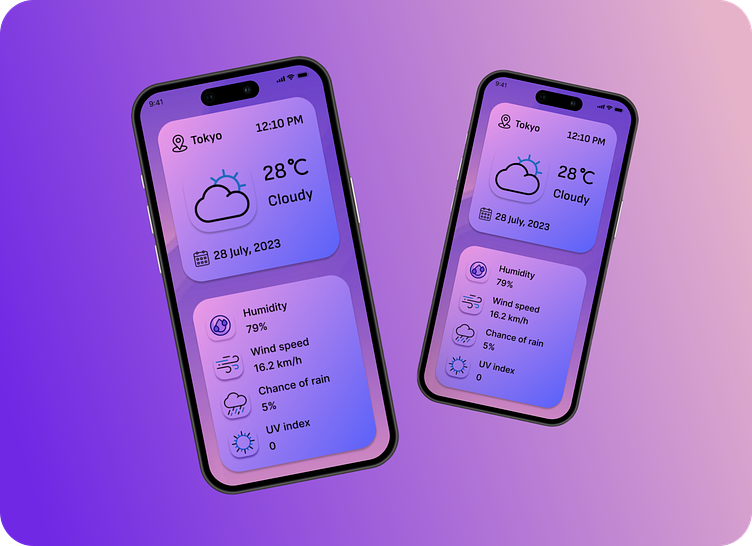 9:41
Tokyo
12:10 PM
28°C
Cloudy
28 July, 2023
Humidity
79%
Wind speed
16.2 km/h
Chance of rain
5%
UV index
0
9:41
Tokyo
12:10 PM
28°C
Cloudy
28 July, 2023
Humidity
79%
Wind speed
16.2 km/h
Chance of rain
5%
UV index
0